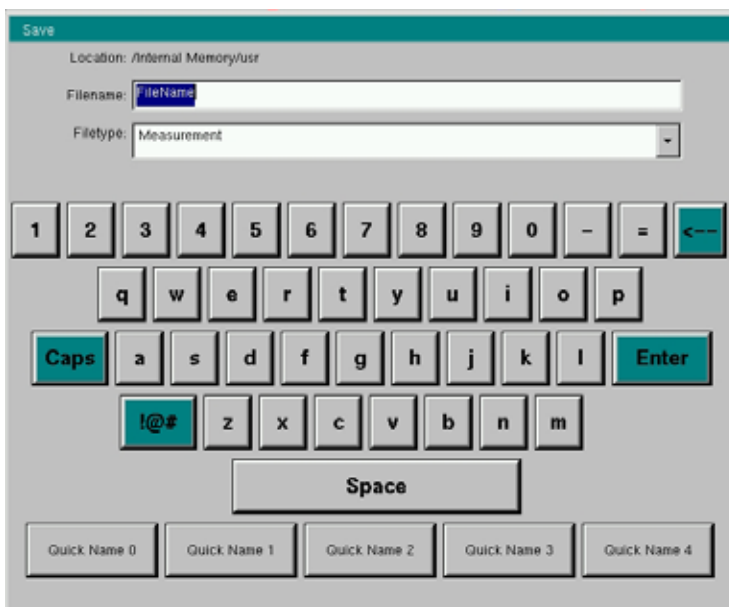 Save
Location: /Internal Memory/usr
Filename: FileName
Filetype: Measurement
1 2 3 4 5 6 7 8 9 0 - = <--
q w e r t y u i o p
Caps a s d f g h j k l Enter
!@# z x c v b n m
Space
Quick Name 0 Quick Name 1 Quick Name 2 Quick Name 3 Quick Name 4